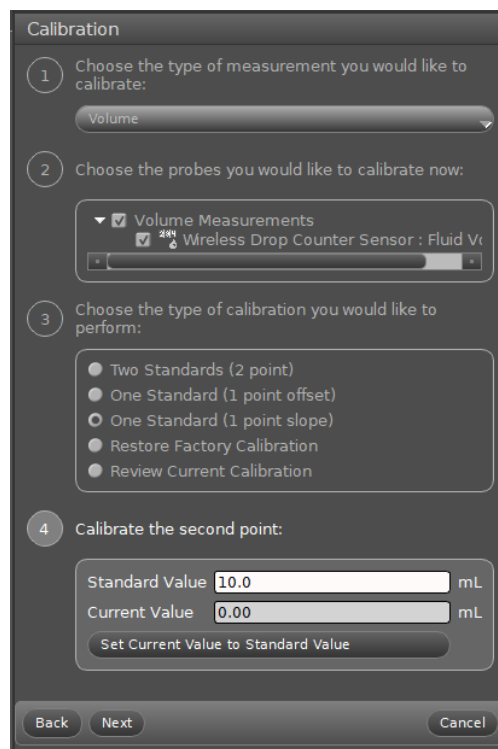 Calibration
1
Choose the type of measurement you would like to
calibrate:
Volume
2
Choose the probes you would like to calibrate now:
Volume Measurements
Wireless Drop Counter Sensor : Fluid Vo
3
Choose the type of calibration you would like to
perform:
Two Standards (2 point)
One Standard (1 point offset)
One Standard (1 point slope)
Restore Factory Calibration
Review Current Calibration
4
Calibrate the second point:
Standard Value 10.0 mL
Current Value 0.00 mL
Set Current Value to Standard Value
Back Next Cancel